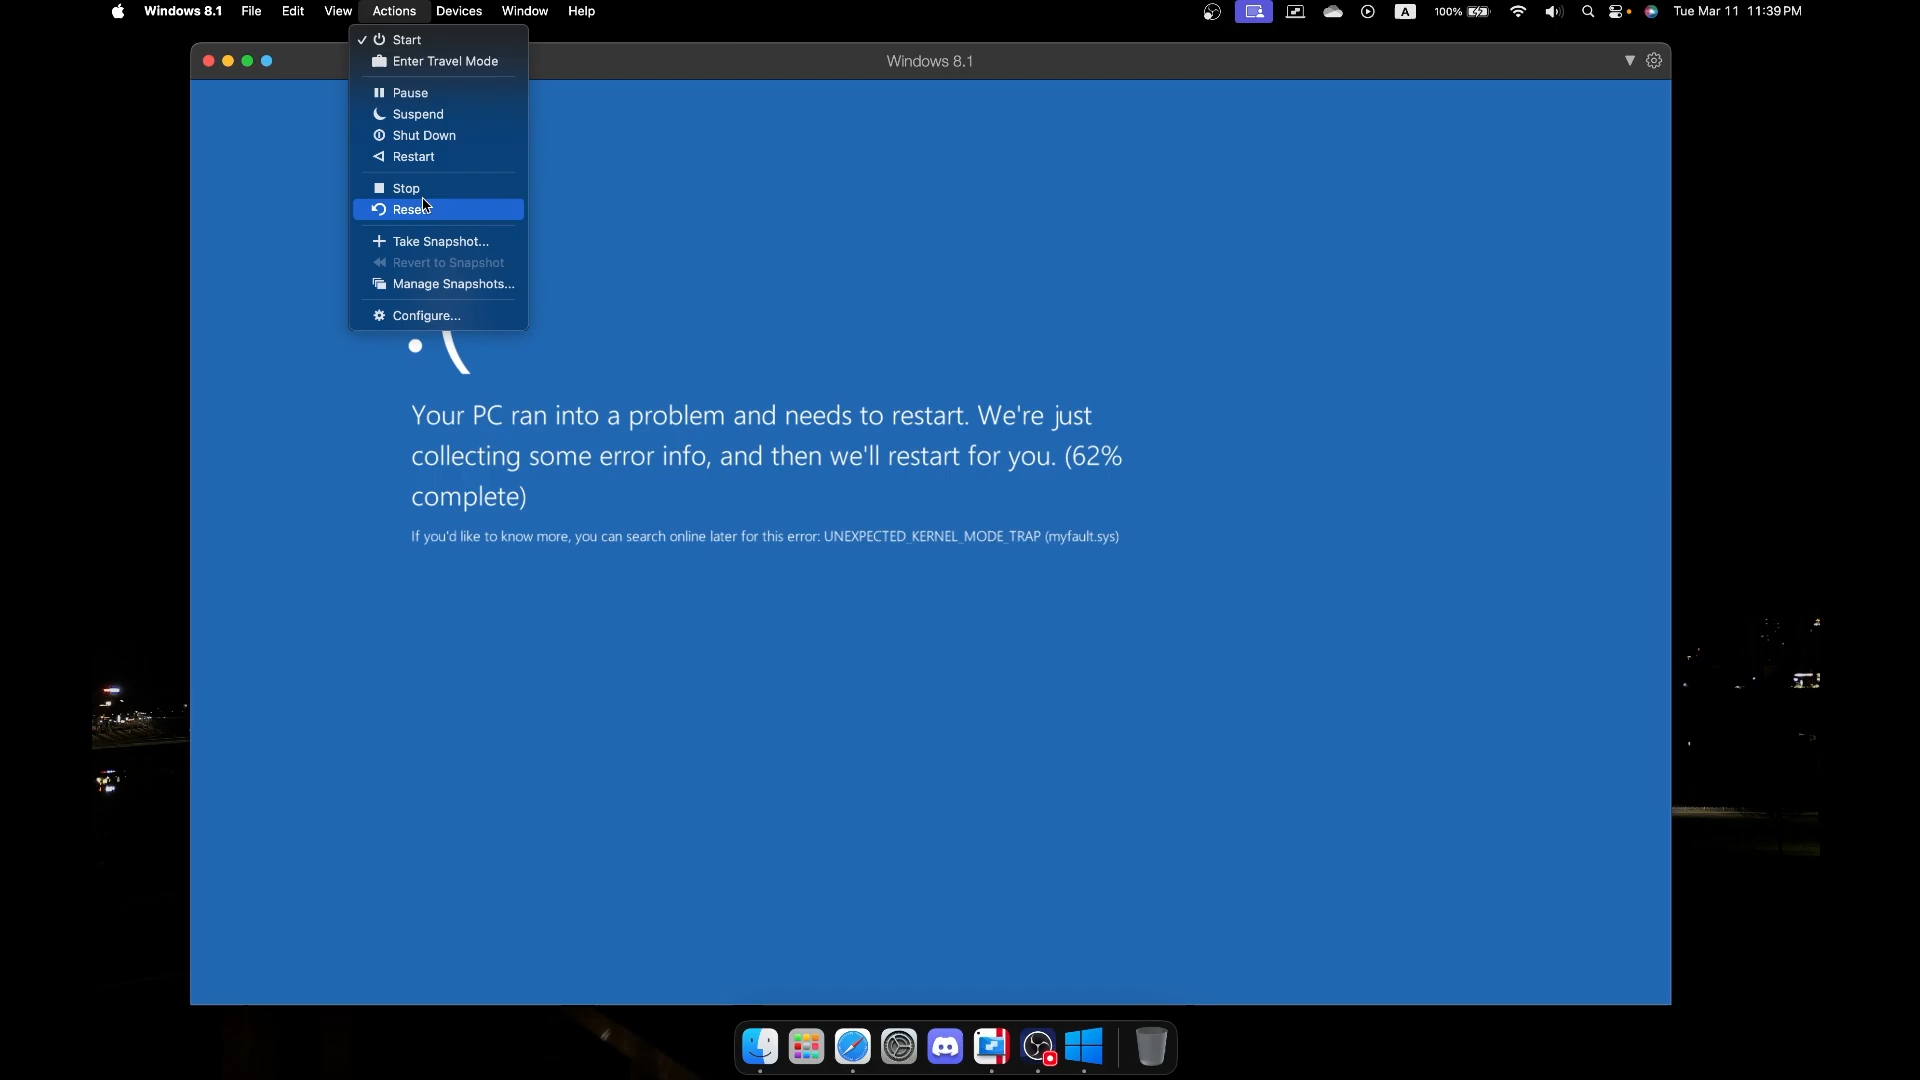 Windows 8.1 File Edit View Actions Devices Window Help A 100% Tue Mar 11 11:39PM
✓ Start
Enter Travel Mode
Pause
Suspend
Shut Down
Restart
Stop
Reset
Take Snapshot...
Revert to Snapshot
Manage Snapshots...
Configure...
Windows 8.1
:(
Your PC ran into a problem and needs to restart. We're just
collecting some error info, and then we'll restart for you. (62%
complete)
If you'd like to know more, you can search online later for this error: UNEXPECTED_KERNEL_MODE_TRAP (myfault.sys)